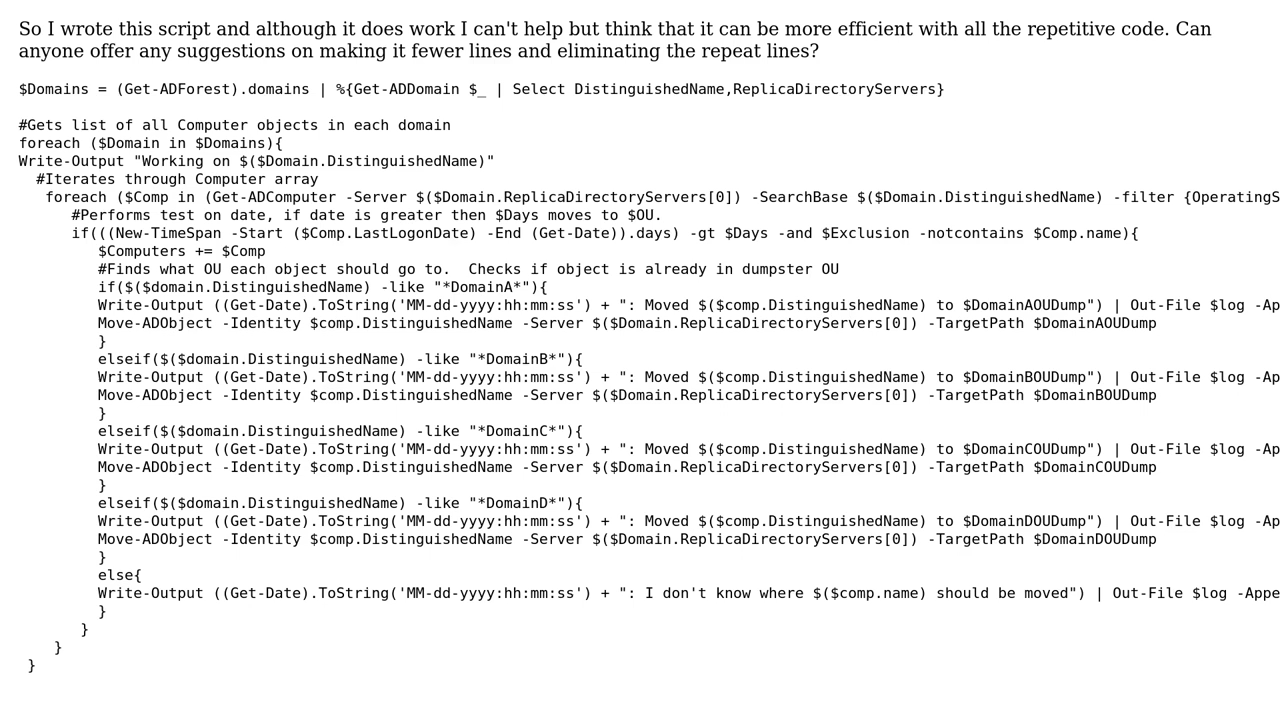 So I wrote this script and although it does work I can't help but think that it can be more efficient with all the repetitive code. Can
anyone offer any suggestions on making it fewer lines and eliminating the repeat lines?
$Domains = (Get-ADForest).domains | %{Get-ADDomain $_ | Select DistinguishedName,ReplicaDirectoryServers}
#Gets list of all Computer objects in each domain
foreach ($Domain in $Domains){
Write-Output "Working on $($Domain.DistinguishedName)"
#Iterates through Computer array
foreach ($Comp in (Get-ADComputer -Server $($Domain.ReplicaDirectoryServers[0]) -SearchBase $($Domain.DistinguishedName) -filter {OperatingS
#Performs test on date, if date is greater then $Days moves to $OU.
if(((New-TimeSpan -Start ($Comp.LastLogonDate) -End (Get-Date)).days) -gt $Days -and $Exclusion -notcontains $Comp.name){
$Computers += $Comp
#Finds what OU each object should go to.  Checks if object is already in dumpster OU
if($($domain.DistinguishedName) -like "*DomainA*"){
Write-Output ((Get-Date).ToString('MM-dd-yyyy:hh:mm:ss') + ": Moved $($comp.DistinguishedName) to $DomainAOUDump") | Out-File $log -Ap
Move-ADObject -Identity $comp.DistinguishedName -Server $($Domain.ReplicaDirectoryServers[0]) -TargetPath $DomainAOUDump
}
elseif($($domain.DistinguishedName) -like "*DomainB*"){
Write-Output ((Get-Date).ToString('MM-dd-yyyy:hh:mm:ss') + ": Moved $($comp.DistinguishedName) to $DomainBOUDump") | Out-File $log -Ap
Move-ADObject -Identity $comp.DistinguishedName -Server $($Domain.ReplicaDirectoryServers[0]) -TargetPath $DomainBOUDump
}
elseif($($domain.DistinguishedName) -like "*DomainC*"){
Write-Output ((Get-Date).ToString('MM-dd-yyyy:hh:mm:ss') + ": Moved $($comp.DistinguishedName) to $DomainCOUDump") | Out-File $log -Ap
Move-ADObject -Identity $comp.DistinguishedName -Server $($Domain.ReplicaDirectoryServers[0]) -TargetPath $DomainCOUDump
}
elseif($($domain.DistinguishedName) -like "*DomainD*"){
Write-Output ((Get-Date).ToString('MM-dd-yyyy:hh:mm:ss') + ": Moved $($comp.DistinguishedName) to $DomainDOUDump") | Out-File $log -Ap
Move-ADObject -Identity $comp.DistinguishedName -Server $($Domain.ReplicaDirectoryServers[0]) -TargetPath $DomainDOUDump
}
else{
Write-Output ((Get-Date).ToString('MM-dd-yyyy:hh:mm:ss') + ": I don't know where $($comp.name) should be moved") | Out-File $log -Appe
}
}
}
}